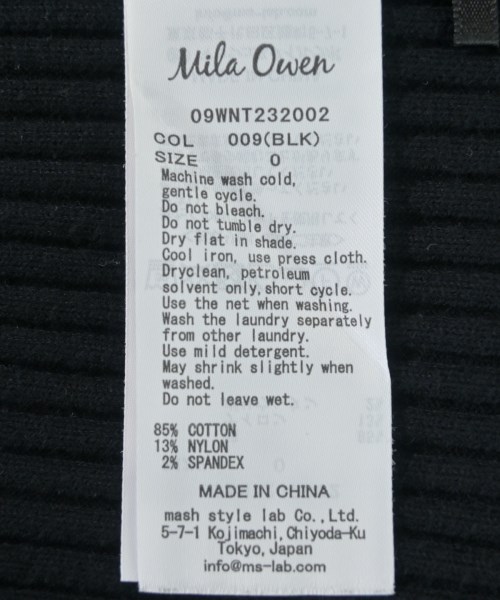 Mila Owen
09WNT232002
COL 009(BLK)
SIZE 0
Machine wash cold,
gentle cycle.
Do not bleach.
Do not tumble dry.
Dry flat in shade.
Cool iron, use press cloth.
Dryclean, petroleum
solvent only, short cycle.
Use the net when washing.
Wash the laundry separately
from other laundry.
Use mild detergent.
May shrink slightly when
washed.
Do not leave wet.
85% COTTON
13% NYLON
2% SPANDEX
MADE IN CHINA
mash style lab Co.,Ltd.
5-7-1 Kojimachi,Chiyoda-Ku
Tokyo,Japan
info@ms-lab.com